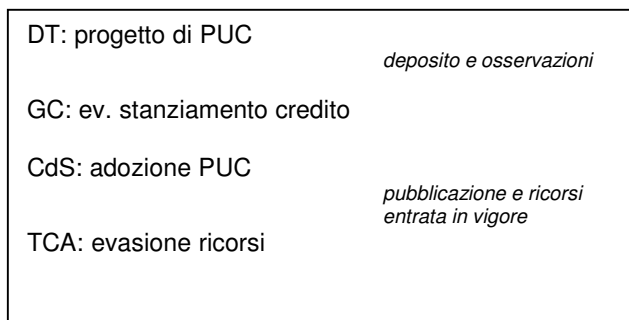 DT: progetto di PUC
deposito e osservazioni
GC: ev. stanziamento credito
CdS: adozione PUC
pubblicazione e ricorsi
entrata in vigore
TCA: evasione ricorsi